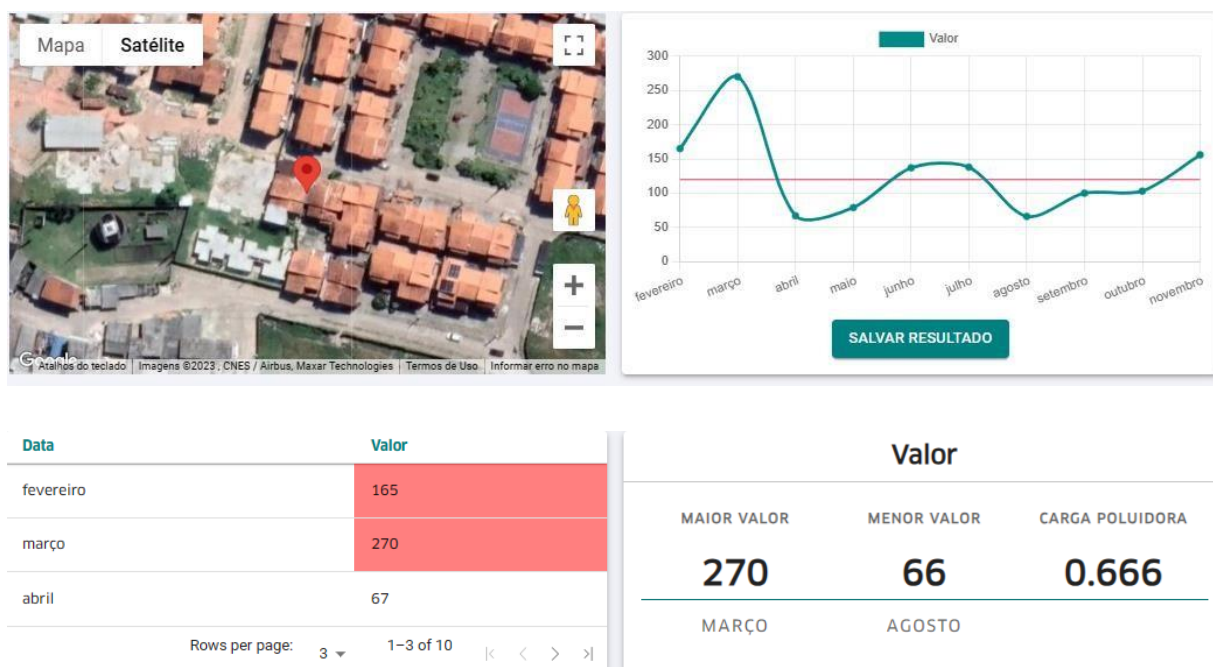 Mapa Satélite
Google
Atalhos do teclado Imagens ©2023 , CNES / Airbus, Maxar Technologies Termos de Uso Informar erro no mapa
Valor
300
250
200
150
100
50
0
fevereiro março abril maio junho julho agosto setembro outubro novembro
SALVAR RESULTADO
Data Valor
fevereiro 165
março 270
abril 67
Rows per page: 3 1–3 of 10
Valor
MAIOR VALOR MENOR VALOR CARGA POLUIDORA
270 66 0.666
MARÇO AGOSTO